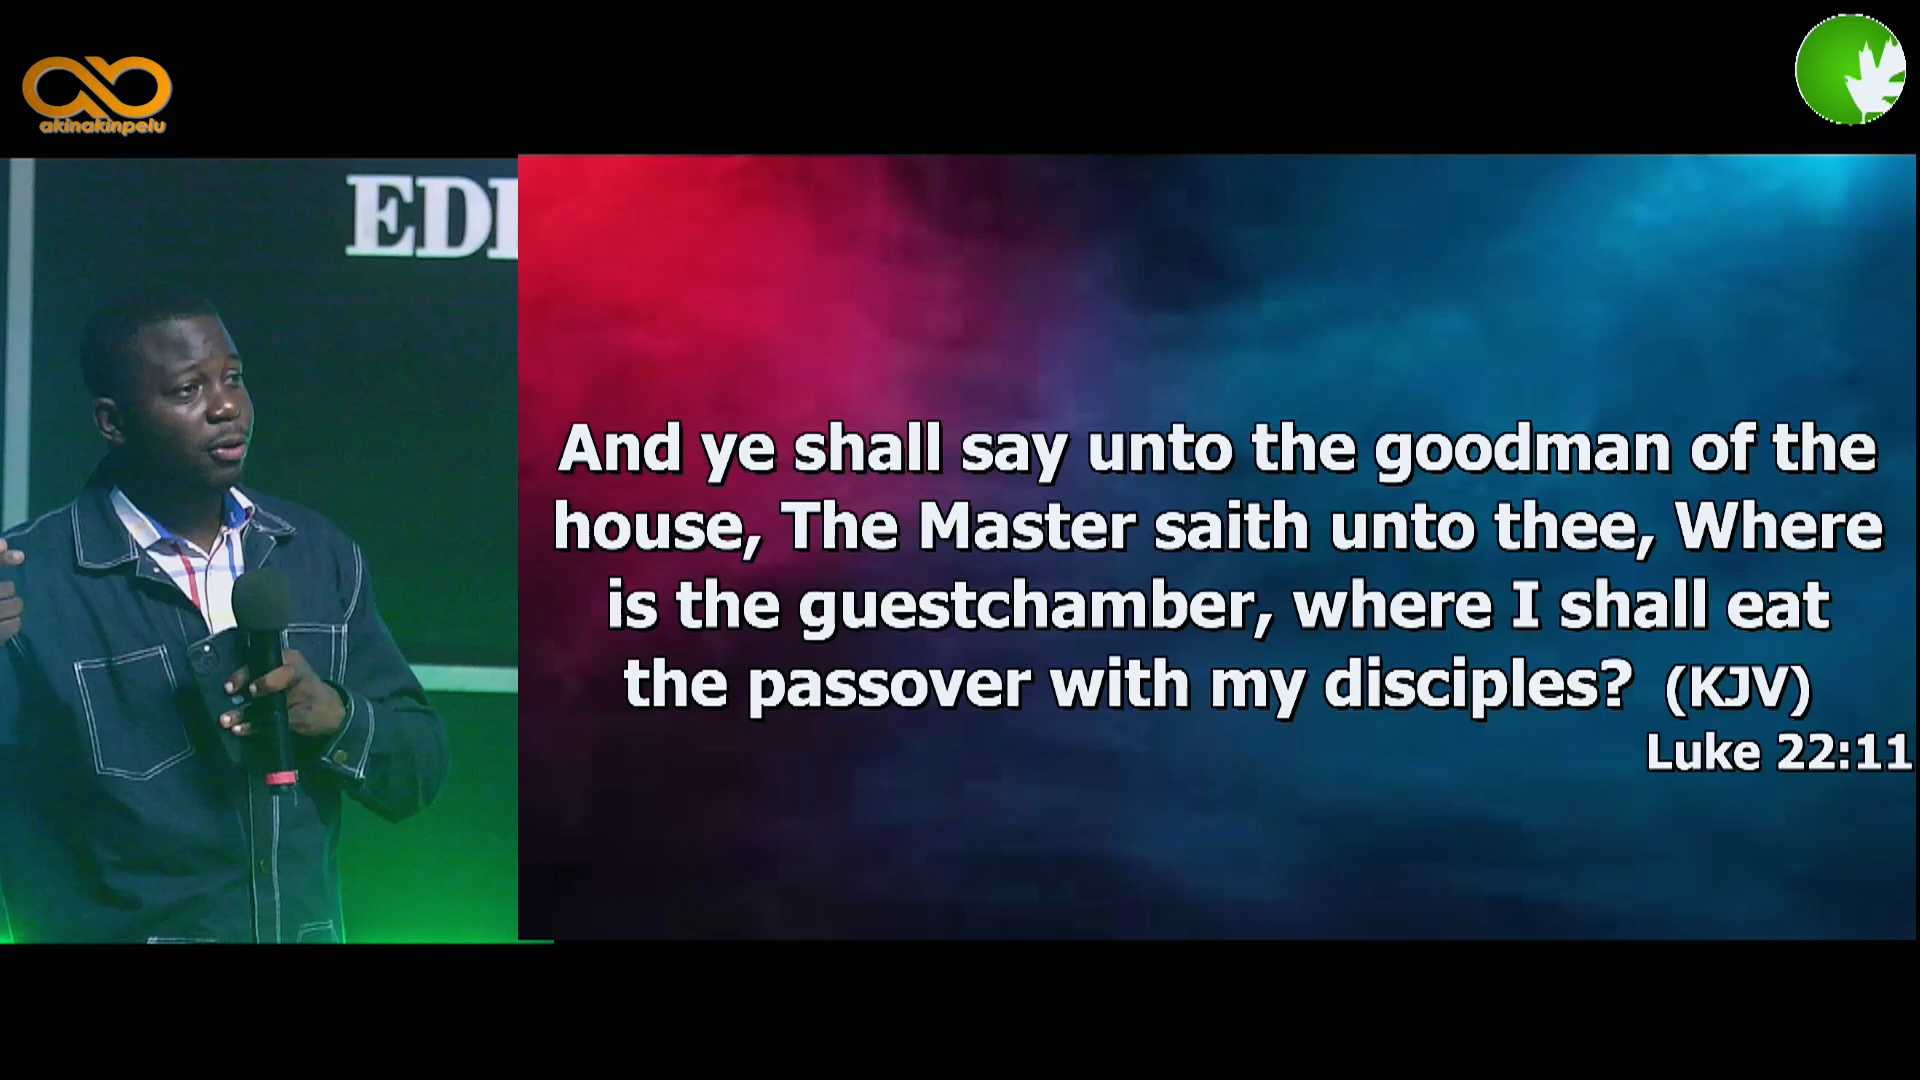 akinakinpelu
EDI
And ye shall say unto the goodman of the
house, The Master saith unto thee, Where
is the guestchamber, where I shall eat
the passover with my disciples? (KJV)
Luke 22:11